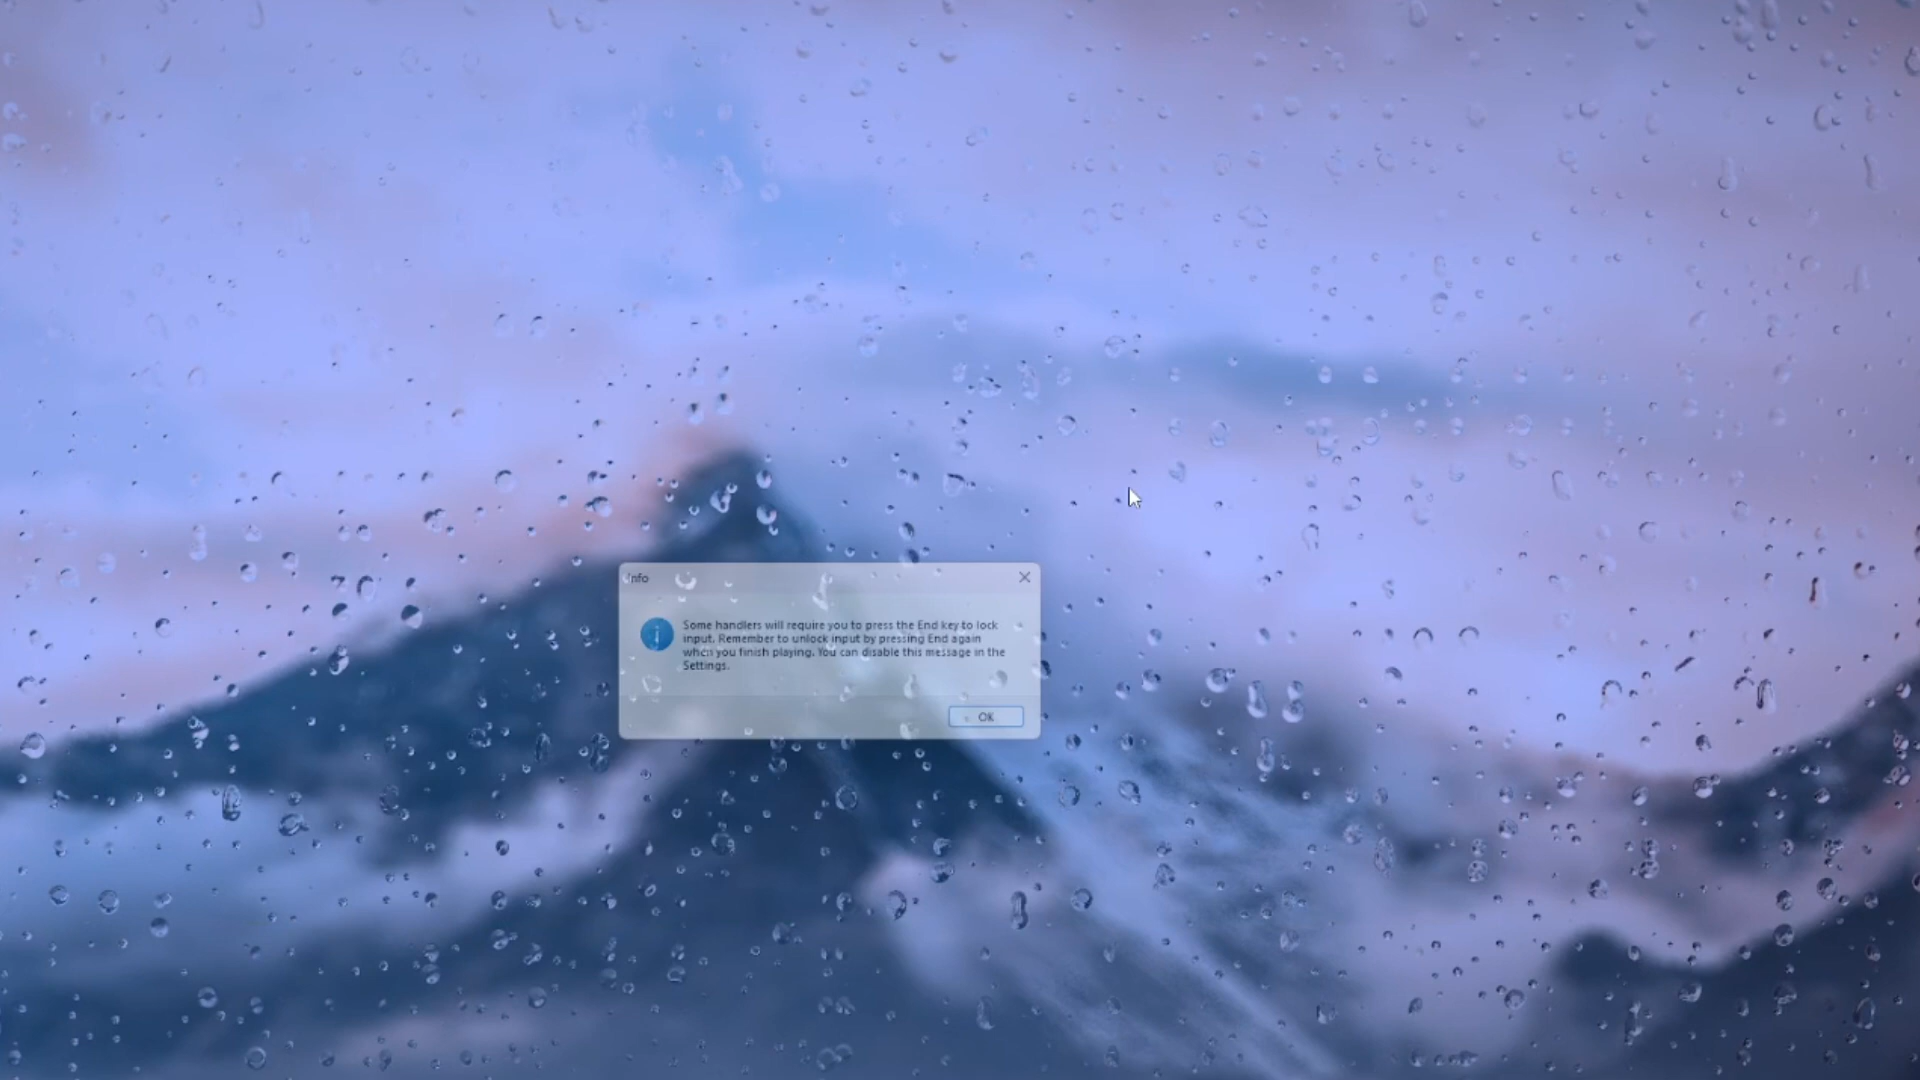 Info
Some handlers will require you to press the End key to lock
input. Remember to unlock input by pressing End again
when you finish playing. You can disable this message in the
Settings.
OK